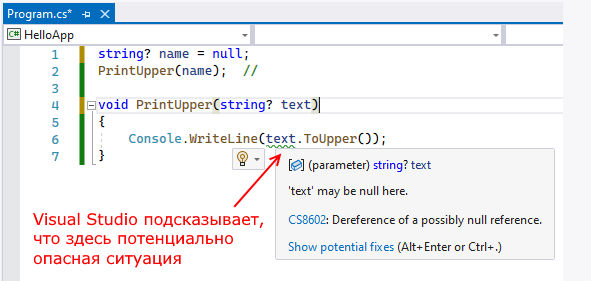 Program.cs*
HelloApp
1 string? name = null;
2 PrintUpper(name);  //
3
4 void PrintUpper(string? text)
5 {
6     Console.WriteLine(text.ToUpper());
7 }
(parameter) string? text
'text' may be null here.
CS8602: Dereference of a possibly null reference.
Show potential fixes (Alt+Enter or Ctrl+.)
Visual Studio подсказывает,
что здесь потенциально
опасная ситуация